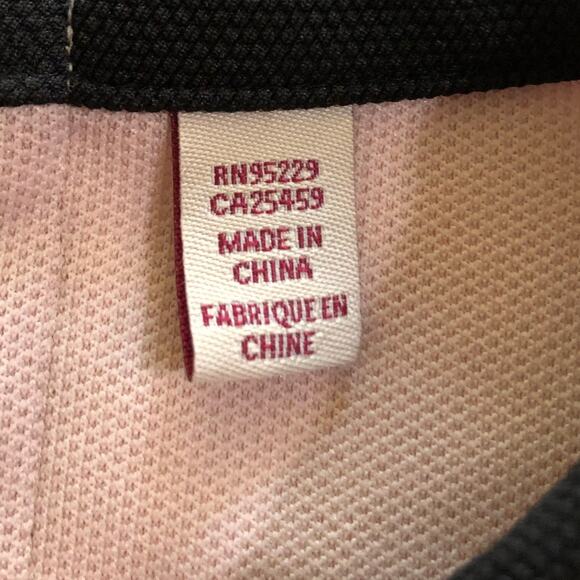 RN95229
CA25459
MADE IN
CHINA
FABRIQUE EN
CHINE